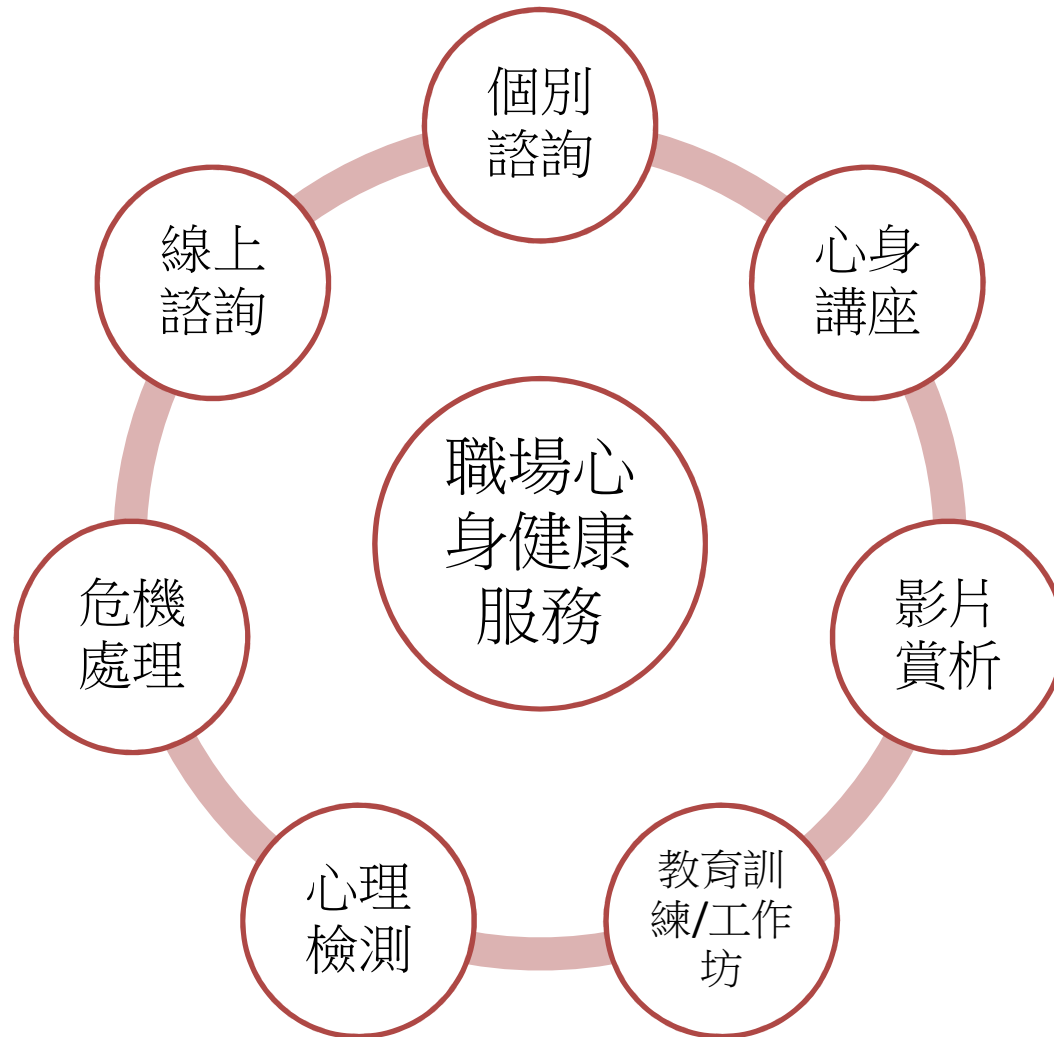 個別
諮詢
心身
講座
影片
賞析
教育訓
練/工作
坊
心理
檢測
危機
處理
線上
諮詢
職場心
身健康
服務